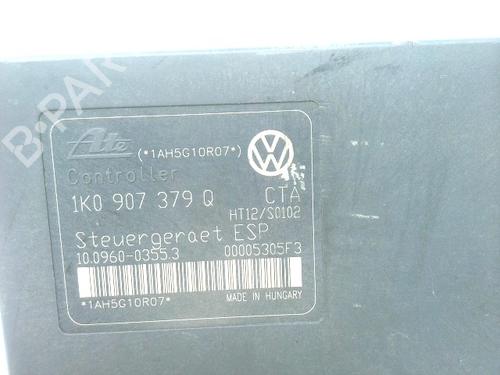 B-PARTS
Ate (*1AH5G10R07*)
Controller
1K0 907 379 Q CTA
HT12/S0102
Steuergeraet ESP
10.0960-0355.3 00005305F3
*1AH5G10R07* MADE IN HUNGARY